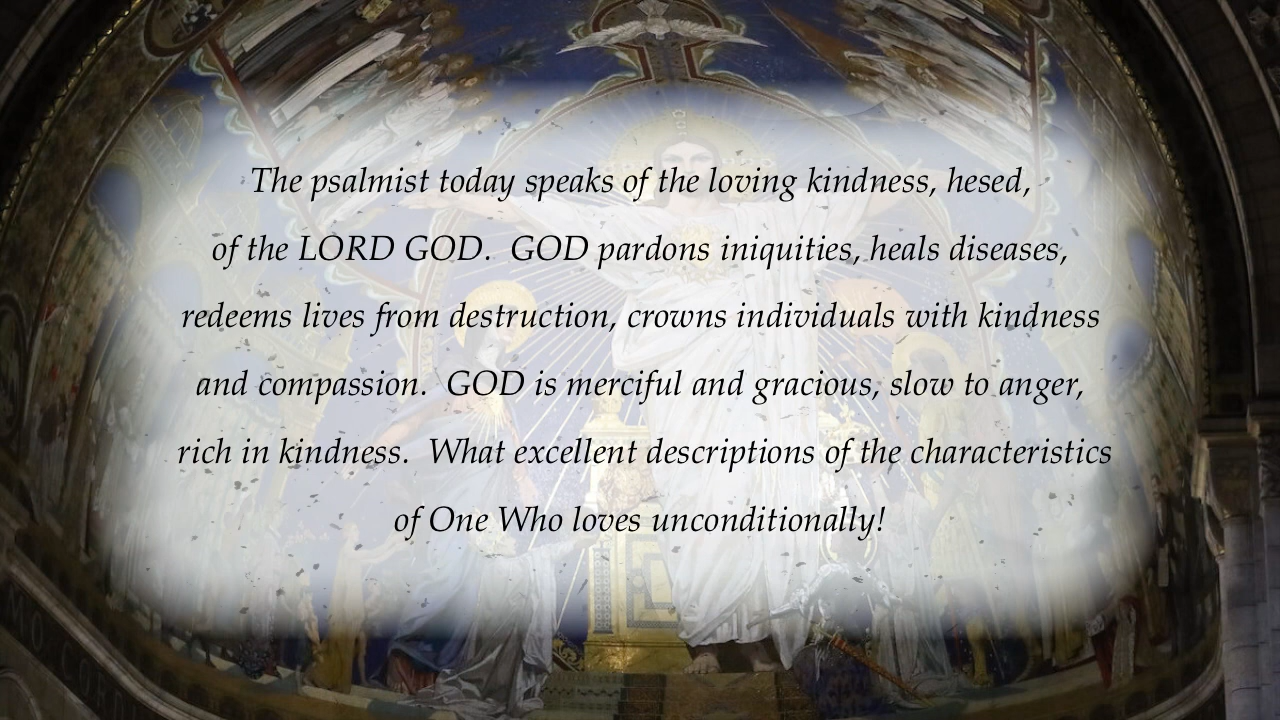 The psalmist today speaks of the loving kindness, hesed,
of the LORD GOD.  GOD pardons iniquities, heals diseases,
redeems lives from destruction, crowns individuals with kindness
and compassion.  GOD is merciful and gracious, slow to anger,
rich in kindness.  What excellent descriptions of the characteristics
of One Who loves unconditionally!